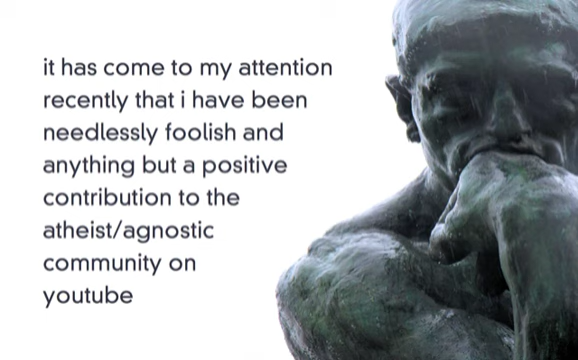 it has come to my attention
recently that i have been
needlessly foolish and
anything but a positive
contribution to the
atheist/agnostic
community on
youtube